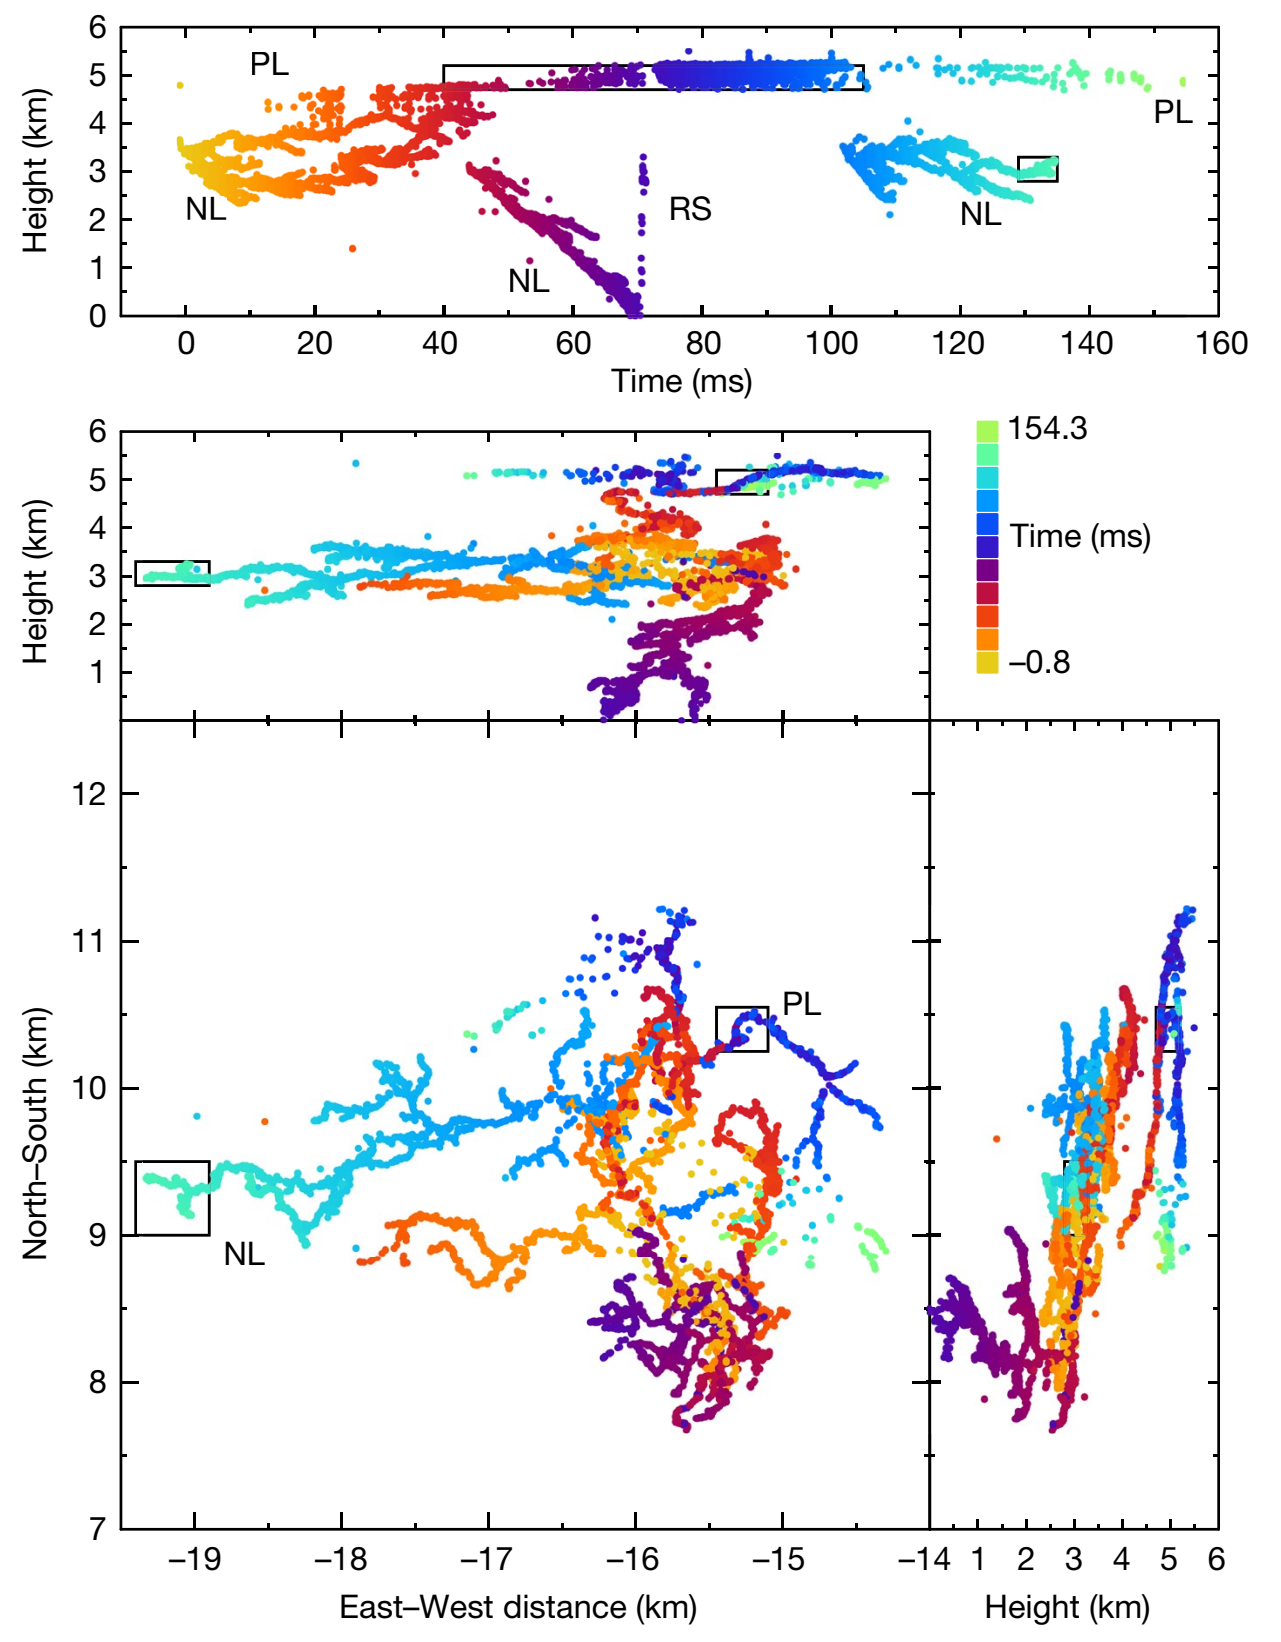 6
5
4
3
2
1
0
Height (km)
PL
NL
NL
RS
NL
PL
0 20 40 60 80 100 120 140 160
Time (ms)
6
5
4
3
2
1
Height (km)
154.3
Time (ms)
–0.8
12
11
10
9
8
7
North–South (km)
PL
NL
–19 –18 –17 –16 –15 –14 1 2 3 4 5 6
East–West distance (km) Height (km)